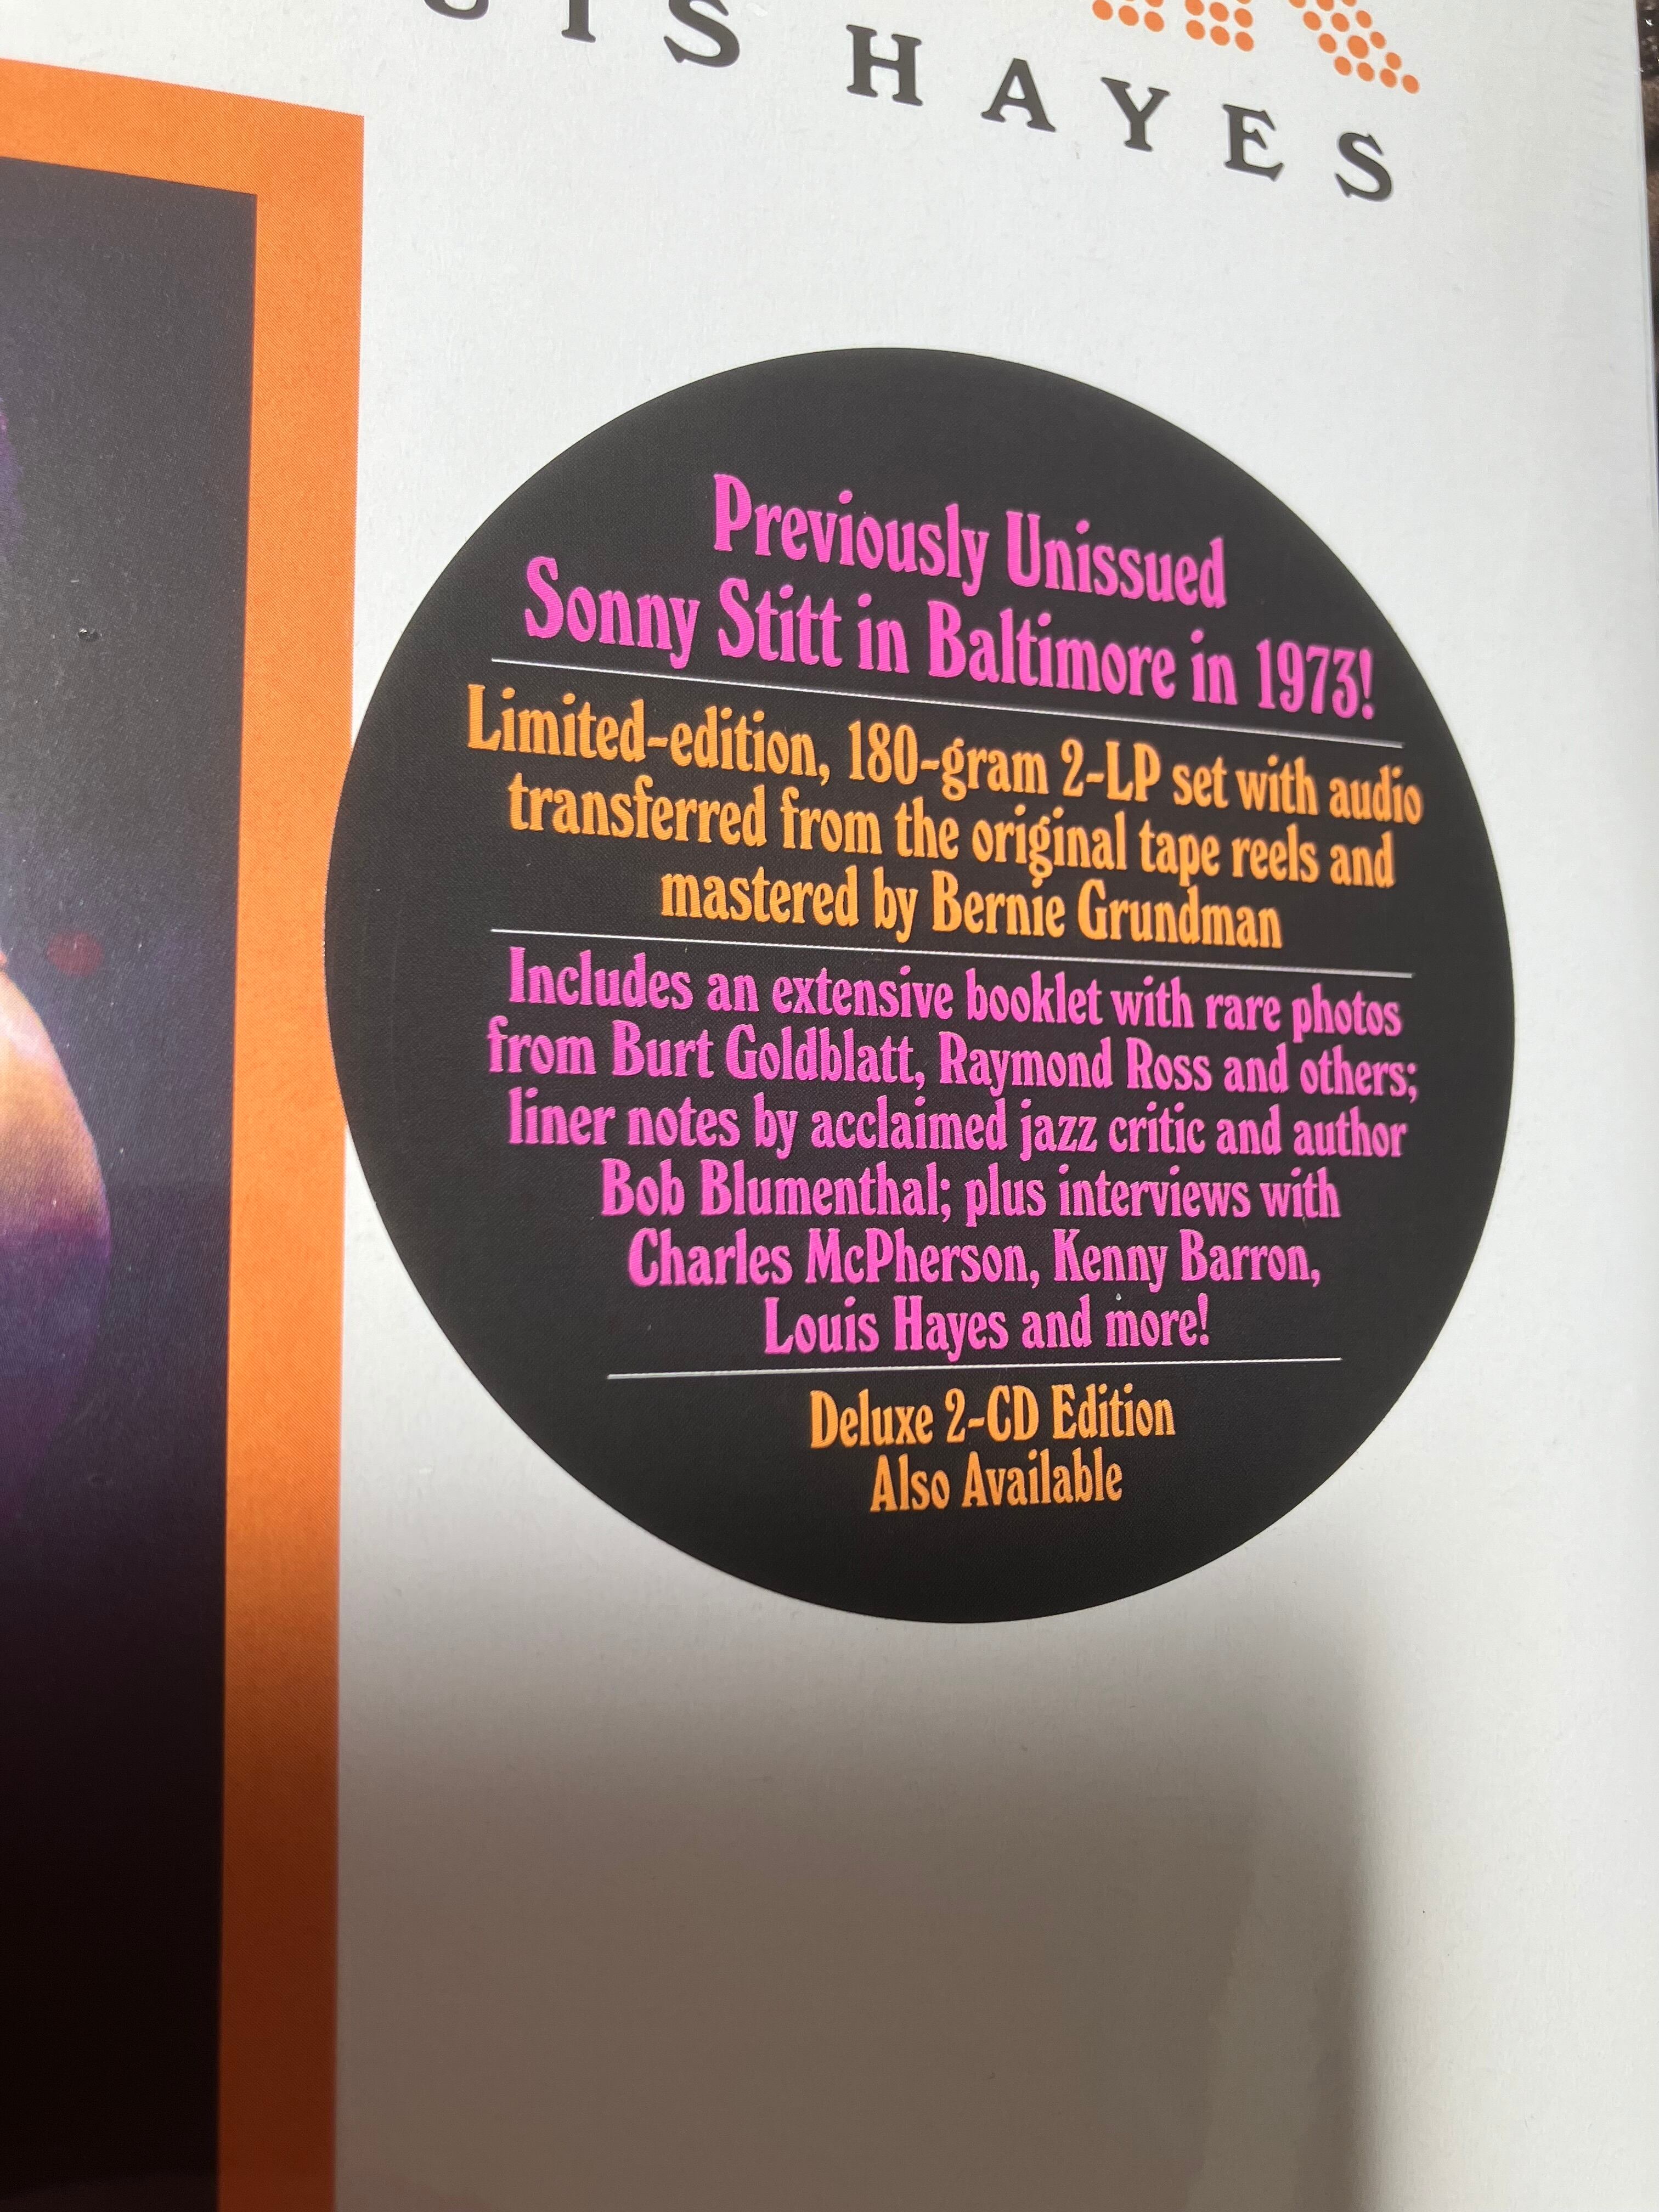 HAYES
Previously Unissued
Sonny Stitt in Baltimore in 1973!
Limited-edition, 180-gram 2-LP set with audio
transferred from the original tape reels and
mastered by Bernie Grundman
Includes an extensive booklet with rare photos
from Burt Goldblatt, Raymond Ross and others;
liner notes by acclaimed jazz critic and author
Bob Blumenthal; plus interviews with
Charles McPherson, Kenny Barron,
Louis Hayes and more!
Deluxe 2-CD Edition
Also Available